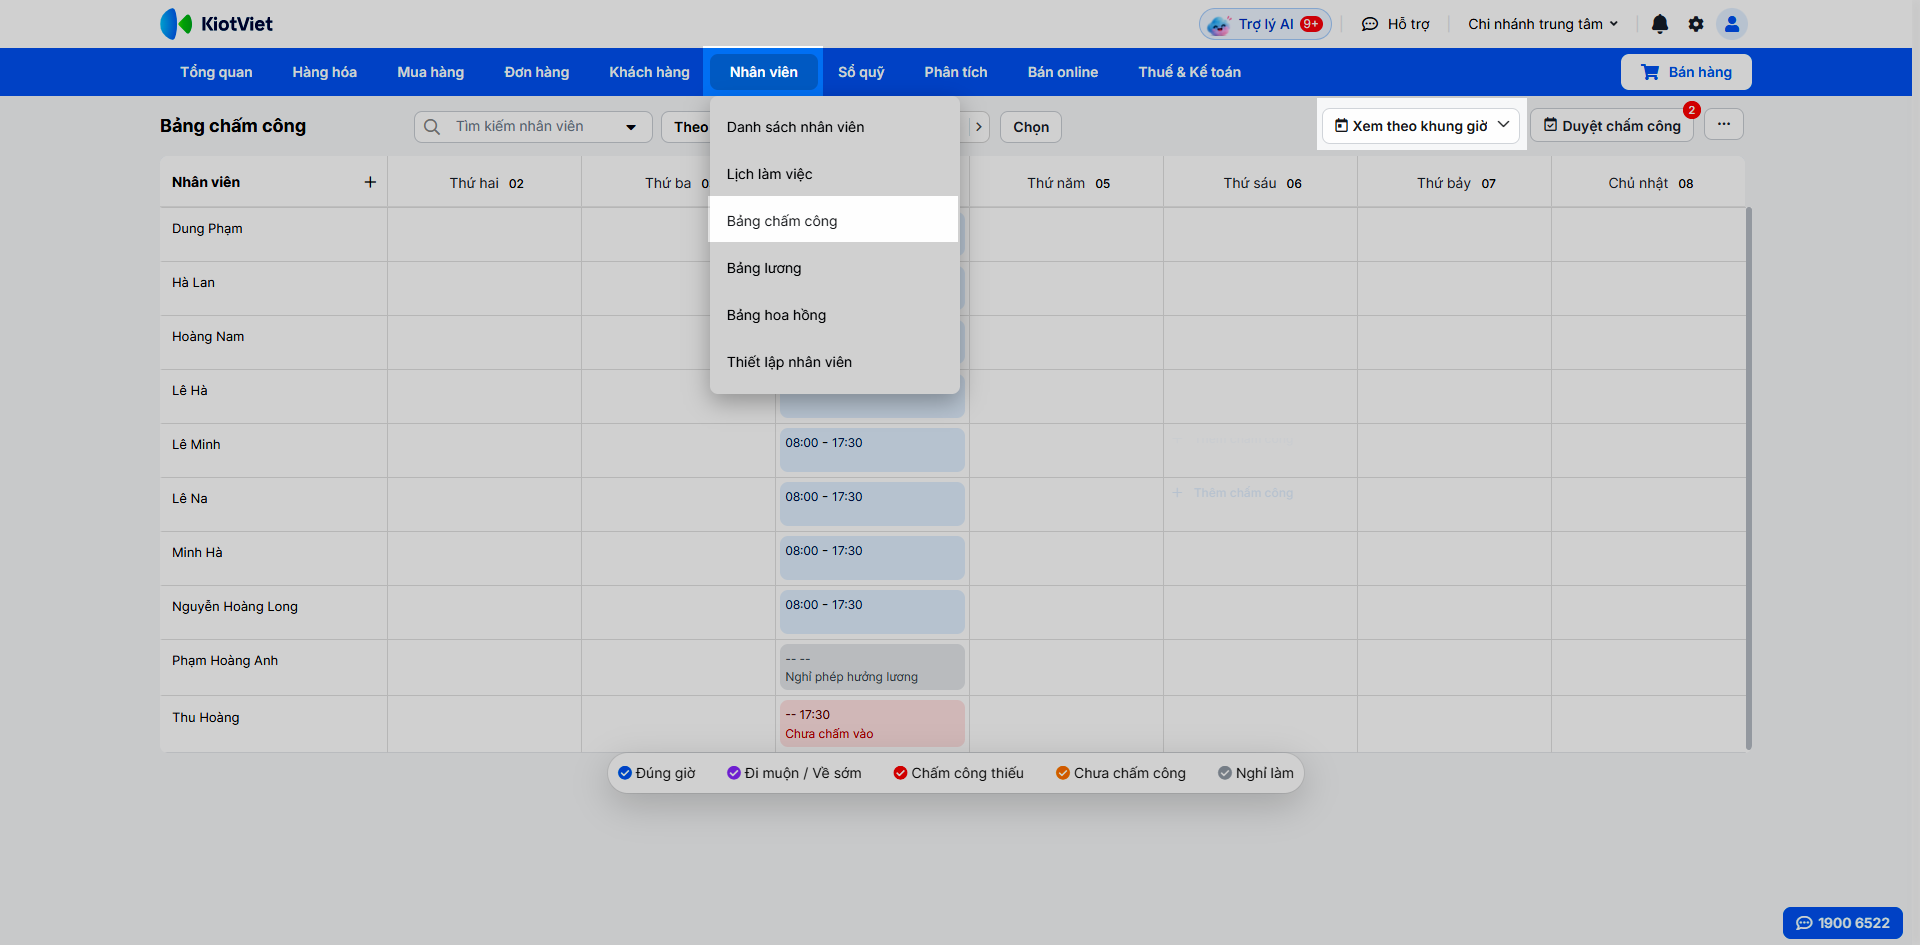 KiotViet
Trợ lý AI 9+
Hỗ trợ
Chi nhánh trung tâm
Tổng quan
Hàng hóa
Mua hàng
Đơn hàng
Khách hàng
Nhân viên
Sổ quỹ
Phân tích
Bán online
Thuế & Kế toán
Bán hàng
Bảng chấm công
Tìm kiếm nhân viên
Theo
Chọn
Xem theo khung giờ
Duyệt chấm công
2
Danh sách nhân viên
Lịch làm việc
Bảng chấm công
Bảng lương
Bảng hoa hồng
Thiết lập nhân viên
Nhân viên
Thứ hai 02
Thứ ba
Thứ năm 05
Thứ sáu 06
Thứ bảy 07
Chủ nhật 08
Dung Phạm
Hà Lan
Hoàng Nam
Lê Hà
Lê Minh
08:00 - 17:30
Lê Na
08:00 - 17:30
Thêm chấm công
Minh Hà
08:00 - 17:30
Nguyễn Hoàng Long
08:00 - 17:30
Phạm Hoàng Anh
-- --
Nghỉ phép hưởng lương
Thu Hoàng
-- 17:30
Chưa chấm vào
Đúng giờ
Đi muộn / Về sớm
Chấm công thiếu
Chưa chấm công
Nghỉ làm
1900 6522